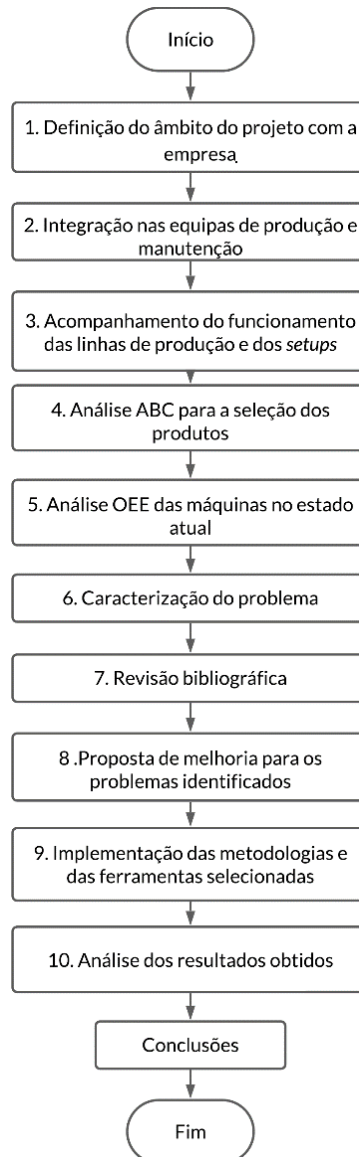 Início
1. Definição do âmbito do projeto com a
empresa
2. Integração nas equipas de produção e
manutenção
3. Acompanhamento do funcionamento
das linhas de produção e dos setups
4. Análise ABC para a seleção dos
produtos
5. Análise OEE das máquinas no estado
atual
6. Caracterização do problema
7. Revisão bibliográfica
8 .Proposta de melhoria para os
problemas identificados
9. Implementação das metodologias e
das ferramentas selecionadas
10. Análise dos resultados obtidos
Conclusões
Fim